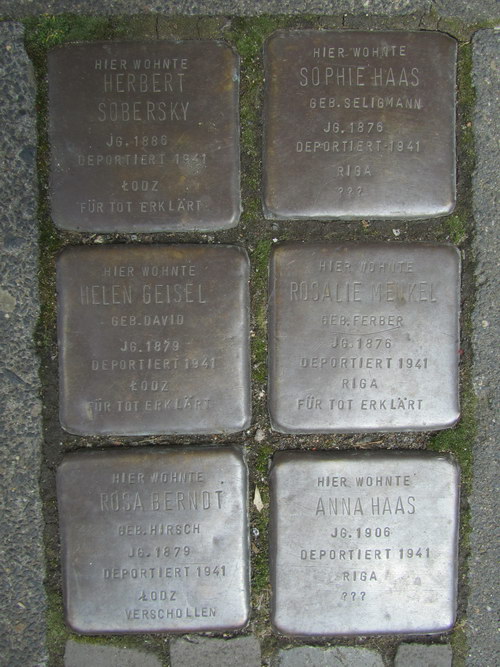 HIER WOHNTE
HERBERT
SOBERSKY
JG. 1886
DEPORTIERT 1941
ŁODZ
FÜR TOT ERKLÄRT
HIER WOHNTE
SOPHIE HAAS
GEB. SELIGMANN
JG. 1876
DEPORTIERT 1941
RIGA
???
HIER WOHNTE
HELEN GEISEL
GEB. DAVID
JG. 1879
DEPORTIERT 1941
ŁODZ
FÜR TOT ERKLÄRT
HIER WOHNTE
ROSALIE MENKEL
GEB. FERBER
JG. 1876
DEPORTIERT 1941
RIGA
FÜR TOT ERKLÄRT
HIER WOHNTE
ROSA BERNDT
GEB. HIRSCH
JG. 1879
DEPORTIERT 1941
ŁODZ
VERSCHOLLEN
HIER WOHNTE
ANNA HAAS
JG. 1906
DEPORTIERT 1941
RIGA
???